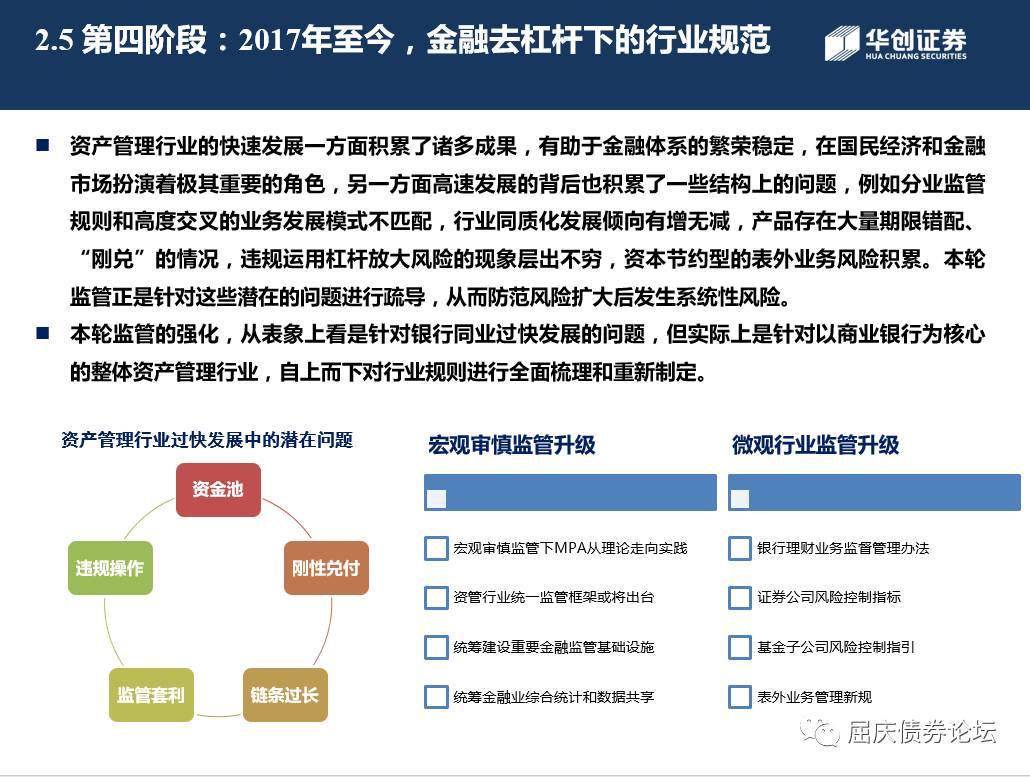 2.5 第四阶段：2017年至今，金融去杠杆下的行业规范
华创证券
HUA CHUANG SECURITIES
资产管理行业的快速发展一方面积累了诸多成果，有助于金融体系的繁荣稳定，在国民经济和金融
市场扮演着极其重要的角色，另一方面高速发展的背后也积累了一些结构上的问题，例如分业监管
规则和高度交叉的业务发展模式不匹配，行业同质化发展倾向有增无减，产品存在大量期限错配、
“刚兑”的情况，违规运用杠杆放大风险的现象层出不穷，资本节约型的表外业务风险积累。本轮
监管正是针对这些潜在的问题进行疏导，从而防范风险扩大后发生系统性风险。
本轮监管的强化，从表象上看是针对银行同业过快发展的问题，但实际上是针对以商业银行为核心
的整体资产管理行业，自上而下对行业规则进行全面梳理和重新制定。
资产管理行业过快发展中的潜在问题
资金池
刚性兑付
链条过长
监管套利
违规操作
宏观审慎监管升级
宏观审慎监管下MPA从理论走向实践
资管行业统一监管框架或将出台
统筹建设重要金融监管基础设施
统筹金融业综合统计和数据共享
微观行业监管升级
银行理财业务监督管理办法
证券公司风险控制指标
基金子公司风险控制指引
表外业务管理新规
屈庆债券论坛